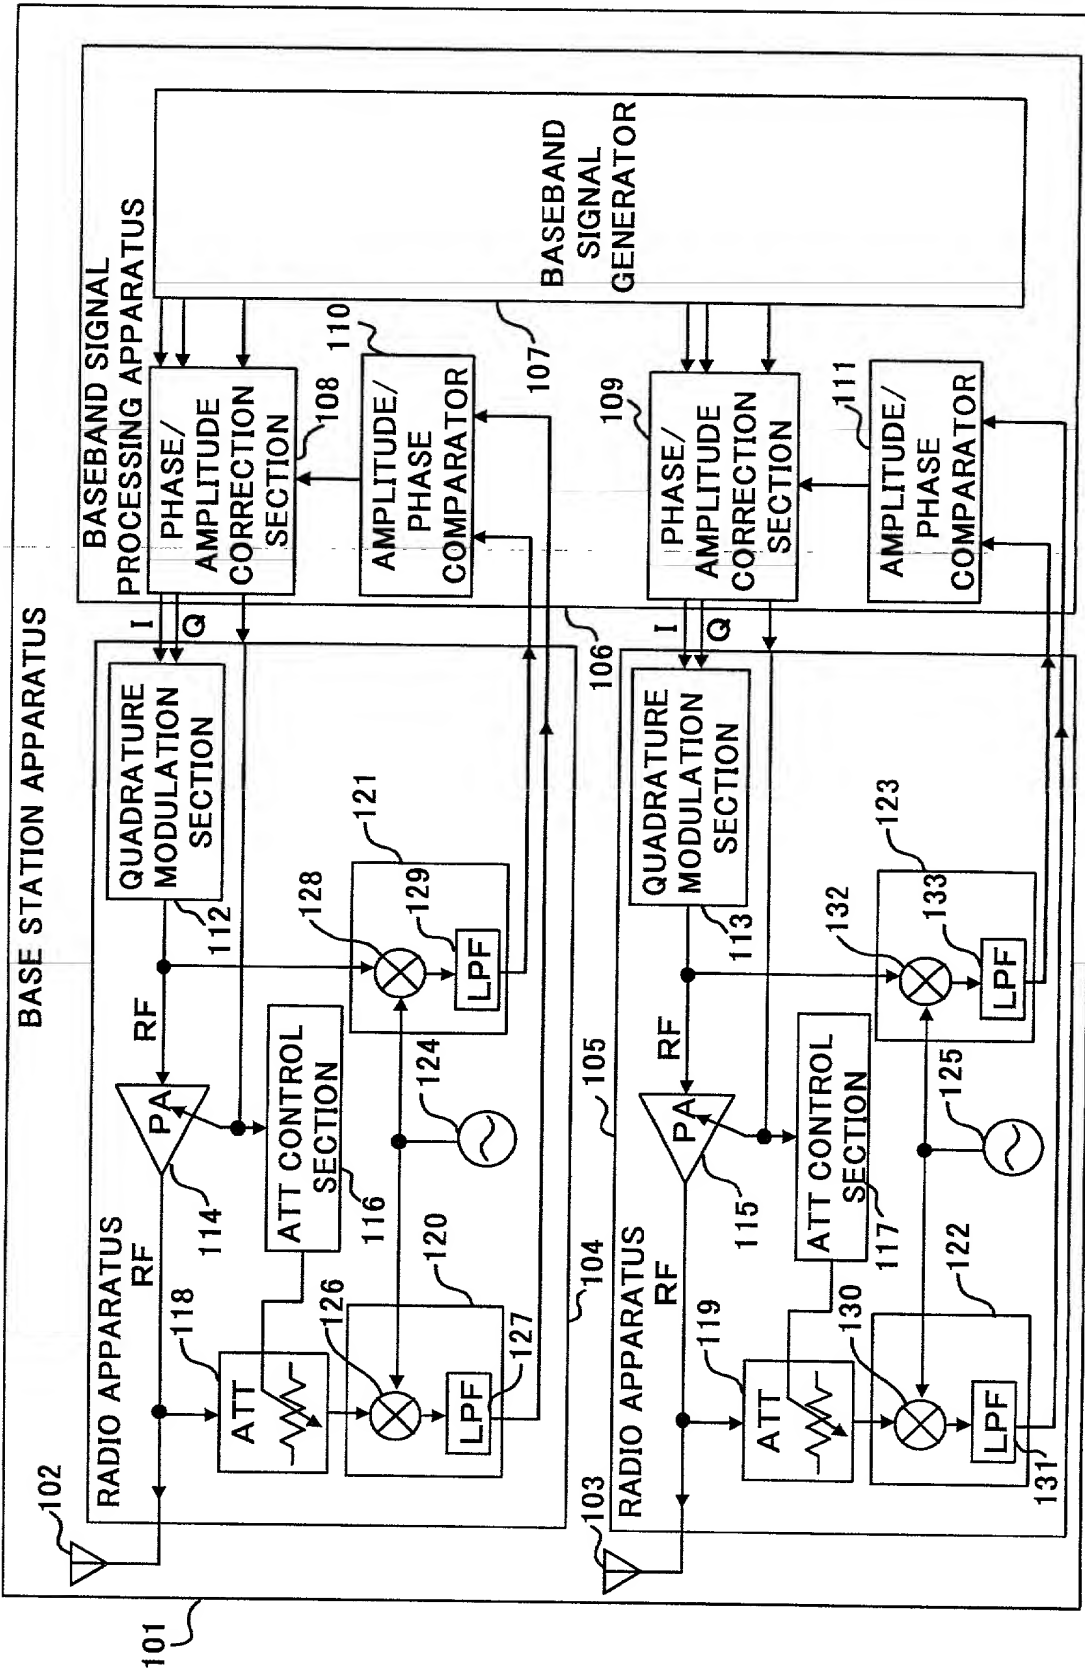 BASE STATION APPARATUS
101
102
RADIO APPARATUS
104
RF
114
PA
RF
112
QUADRATURE
MODULATION
SECTION
I
Q
118
ATT
ATT CONTROL
SECTION
116
120
126
LPF
127
124
121
128
129
LPF
BASEBAND SIGNAL
PROCESSING APPARATUS
106
PHASE/
AMPLITUDE
CORRECTION
SECTION
108
AMPLITUDE/
PHASE
COMPARATOR
110
BASEBAND
SIGNAL
GENERATOR
107
103
RADIO APPARATUS
105
RF
115
PA
RF
113
QUADRATURE
MODULATION
SECTION
I
Q
119
ATT
ATT CONTROL
SECTION
117
122
130
LPF
131
125
123
132
133
LPF
PHASE/
AMPLITUDE
CORRECTION
SECTION
109
AMPLITUDE/
PHASE
COMPARATOR
111